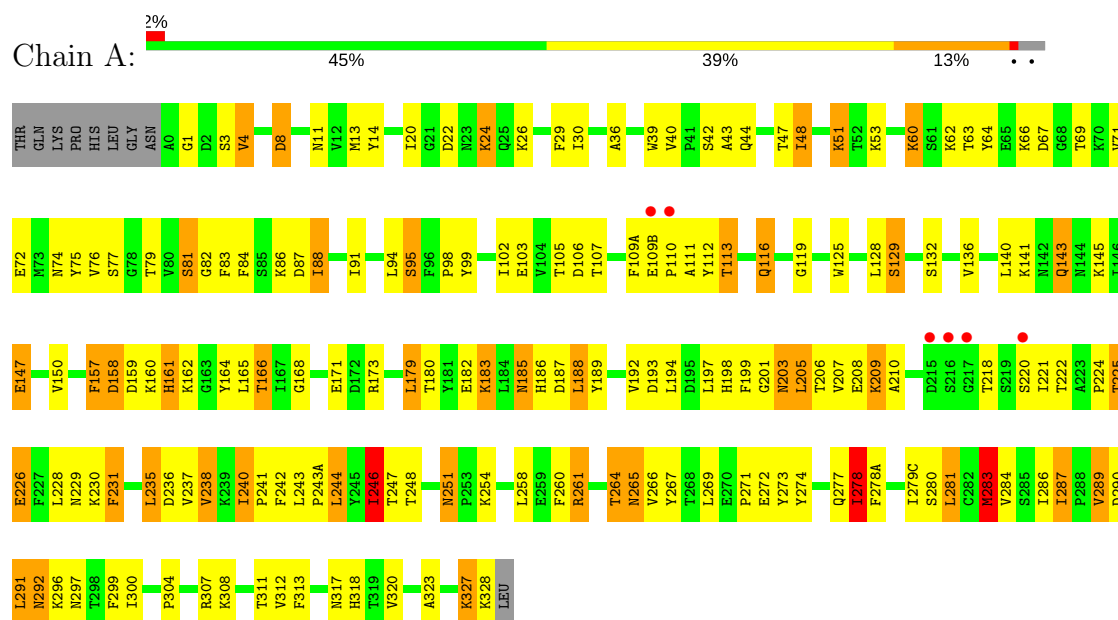 2%
Chain A:
45% 39% 13% • •
THR GLN LYS PRO HIS LEU GLY ASN A0 G1 D2 S3 V4 D8 N11 V12 M13 Y14 I20 G21 D22 N23 K24 Q25 K26 F29 I30 A36 W39 V40 P41 S42 A43 Q44 T47 I48 K51 T52 K53 K60 S61 K62 T63 Y64 E65 K66 D67 G68 T69 K70 V71
E72 M73 N74 Y75 V76 S77 G78 T79 V80 S81 G82 F83 F84 S85 K86 D87 I88 I91 L94 S95 F96 P98 Y99 I102 E103 V104 T105 D106 T107 F109A E109B P110 A111 Y112 T113 Q116 G119 W125 L128 S129 S132 V136 L140 K141 N142 Q143 N144 K145 I146
E147 V150 F157 D158 D159 K160 H161 K162 G163 Y164 L165 T166 I167 G168 E171 D172 R173 L179 T180 Y181 E182 K183 L184 N185 H186 D187 L188 Y189 V192 D193 L194 D195 L197 H198 F199 G201 N203 L205 T206 V207 E208 K209 A210 D215 S216 G217 T218 S219 S220 I221 T222 A223 P224 T225
E226 F227 L228 N229 K230 F231 L235 D236 V237 V238 K239 I240 P241 F242 L243 P243A L244 Y245 I246 T247 T248 N251 P253 K254 L258 E259 F260 R261 T264 N265 V266 Y267 T268 L269 E270 P271 E272 Y273 Y274 Q277 I278 F278A I279C S280 L281 C282 M283 V284 S285 I286 I287 P288 V289
L291 N292 K296 N297 T298 F299 I300 P304 R307 K308 T311 V312 F313 N317 H318 T319 V320 A323 K327 K328 LEU